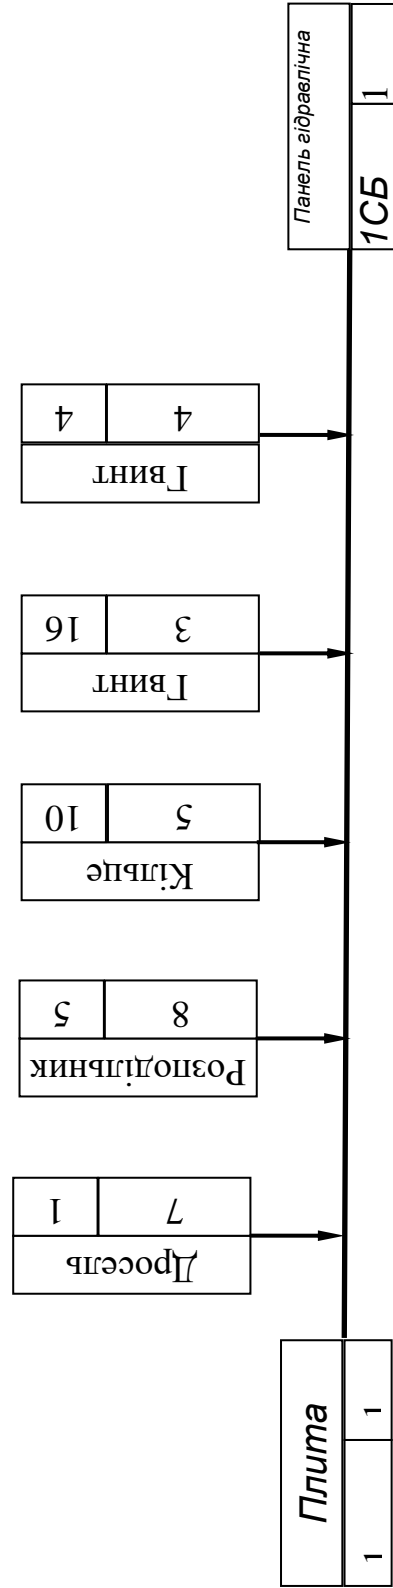 Панель гідравлічна
1СБ 1
4 4
Гвинт
3 16
Гвинт
5 10
Кільце
8 5
Розподільник
7 1
Дросель
Плита
1 1